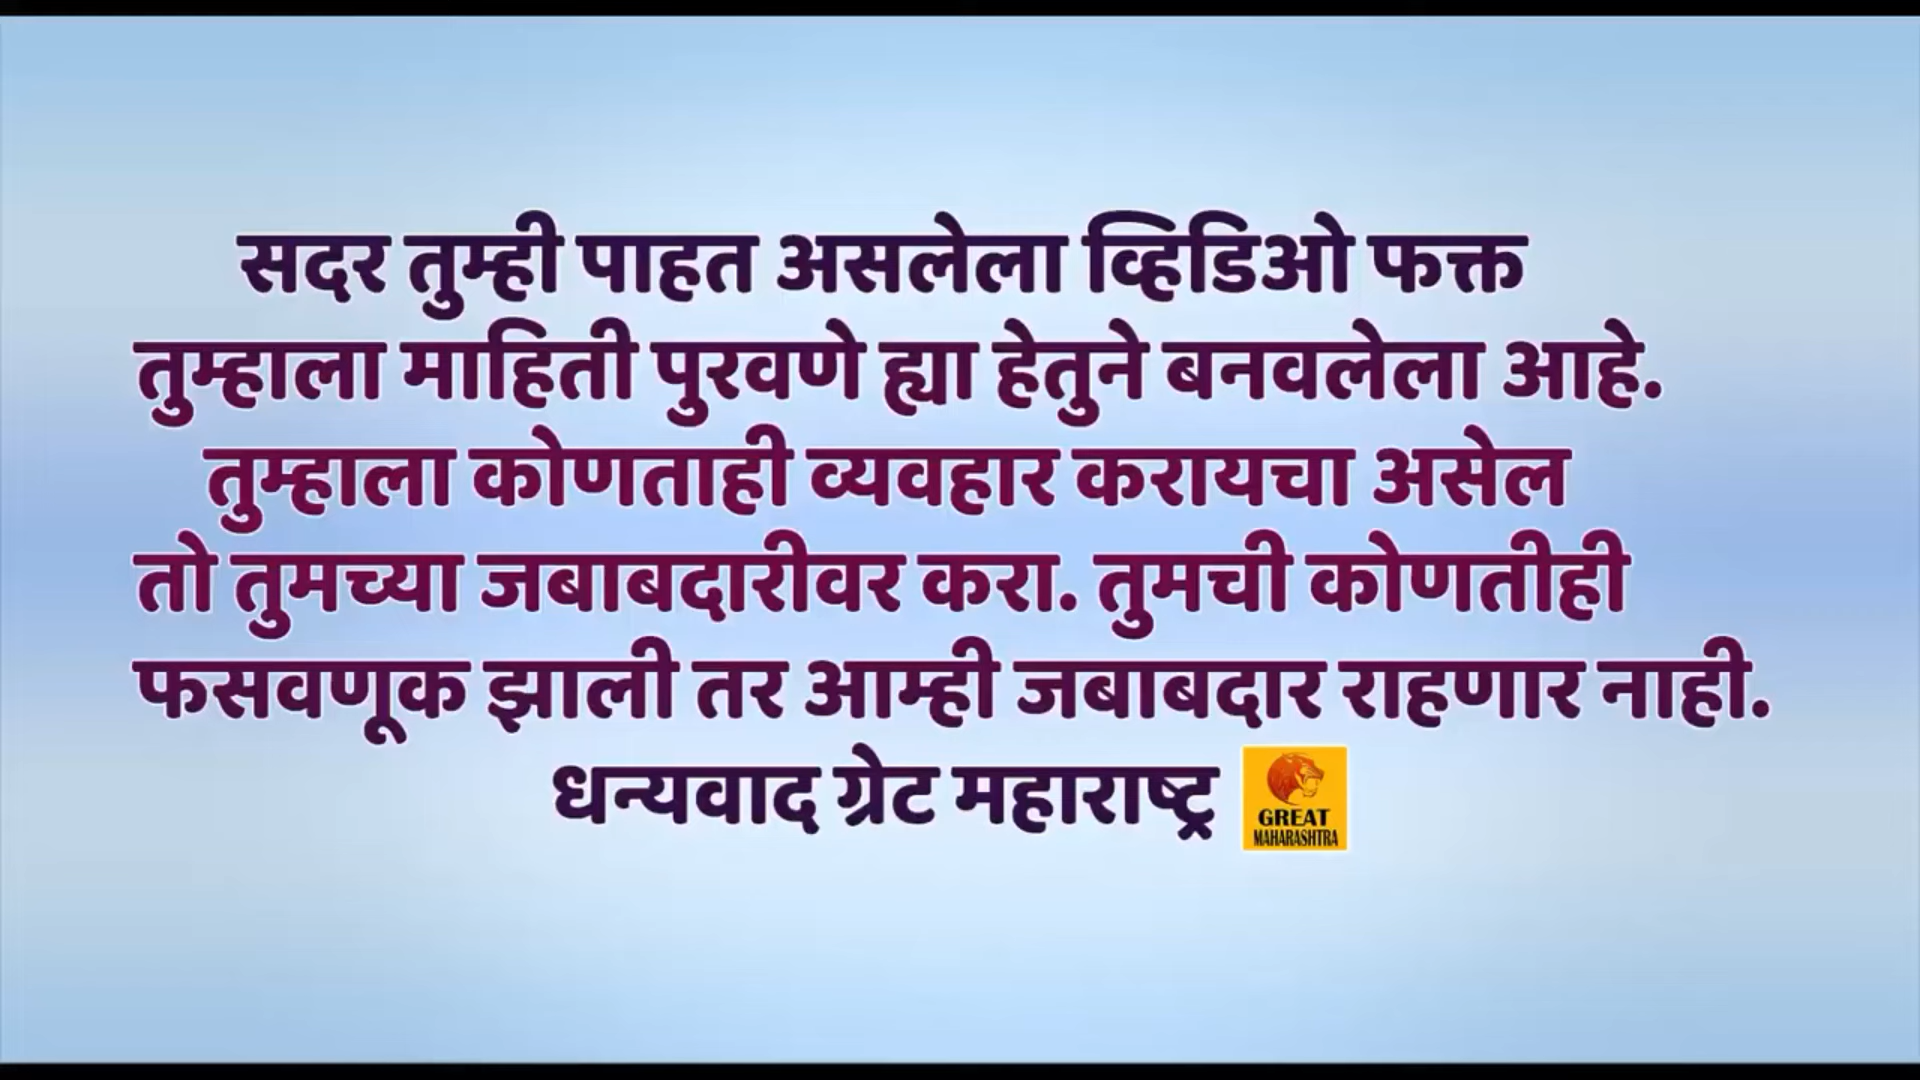 सदर तुम्ही पाहत असलेला व्हिडिओ फक्त
तुम्हाला माहिती पुरवणे ह्या हेतुने बनवलेला आहे.
तुम्हाला कोणताही व्यवहार करायचा असेल
तो तुमच्या जबाबदारीवर करा. तुमची कोणतीही
फसवणूक झाली तर आम्ही जबाबदार राहणार नाही.
धन्यवाद ग्रेट महाराष्ट्र
GREAT
MAHARASHTRA